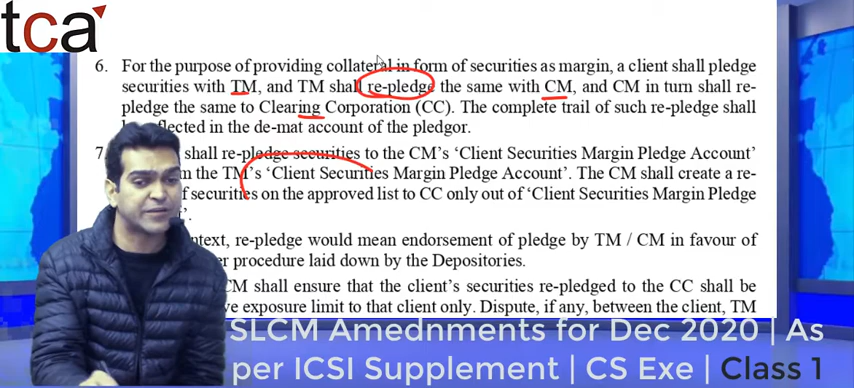 tca
6. For the purpose of providing collateral in form of securities as margin, a client shall pledge
securities with TM, and TM shall re-pledge the same with CM, and CM in turn shall re-
pledge the same to Clearing Corporation (CC). The complete trail of such re-pledge shall
reflected in the de-mat account of the pledgor.
7. shall re-pledge securities to the CM's 'Client Securities Margin Pledge Account'
the TM's 'Client Securities Margin Pledge Account'. The CM shall create a re-
of securities on the approved list to CC only out of 'Client Securities Margin Pledge
re-pledge would mean endorsement of pledge by TM / CM in favour of
procedure laid down by the Depositories.
CM shall ensure that the client's securities re-pledged to the CC shall be
exposure limit to that client only. Dispute, if any, between the client, TM
SLCM Amednments for Dec 2020 | As
per ICSI Supplement | CS Exe | Class 1